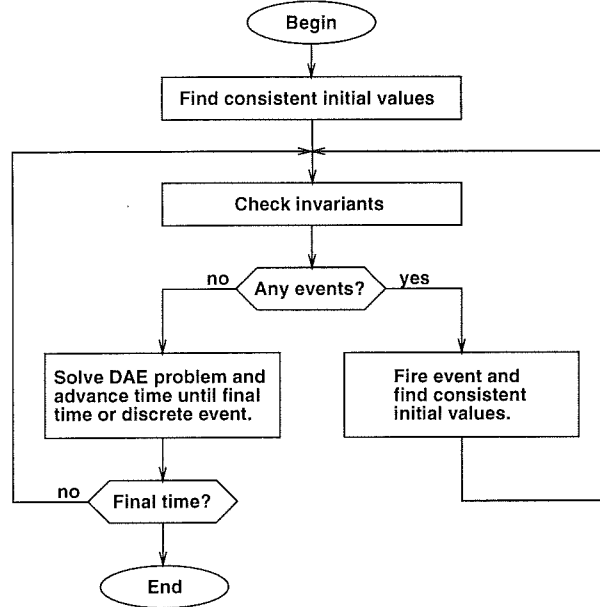 Begin
Find consistent initial values
Check invariants
no
Any events?
yes
Solve DAE problem and
advance time until final
time or discrete event.
Fire event and
find consistent
initial values.
no
Final time?
End